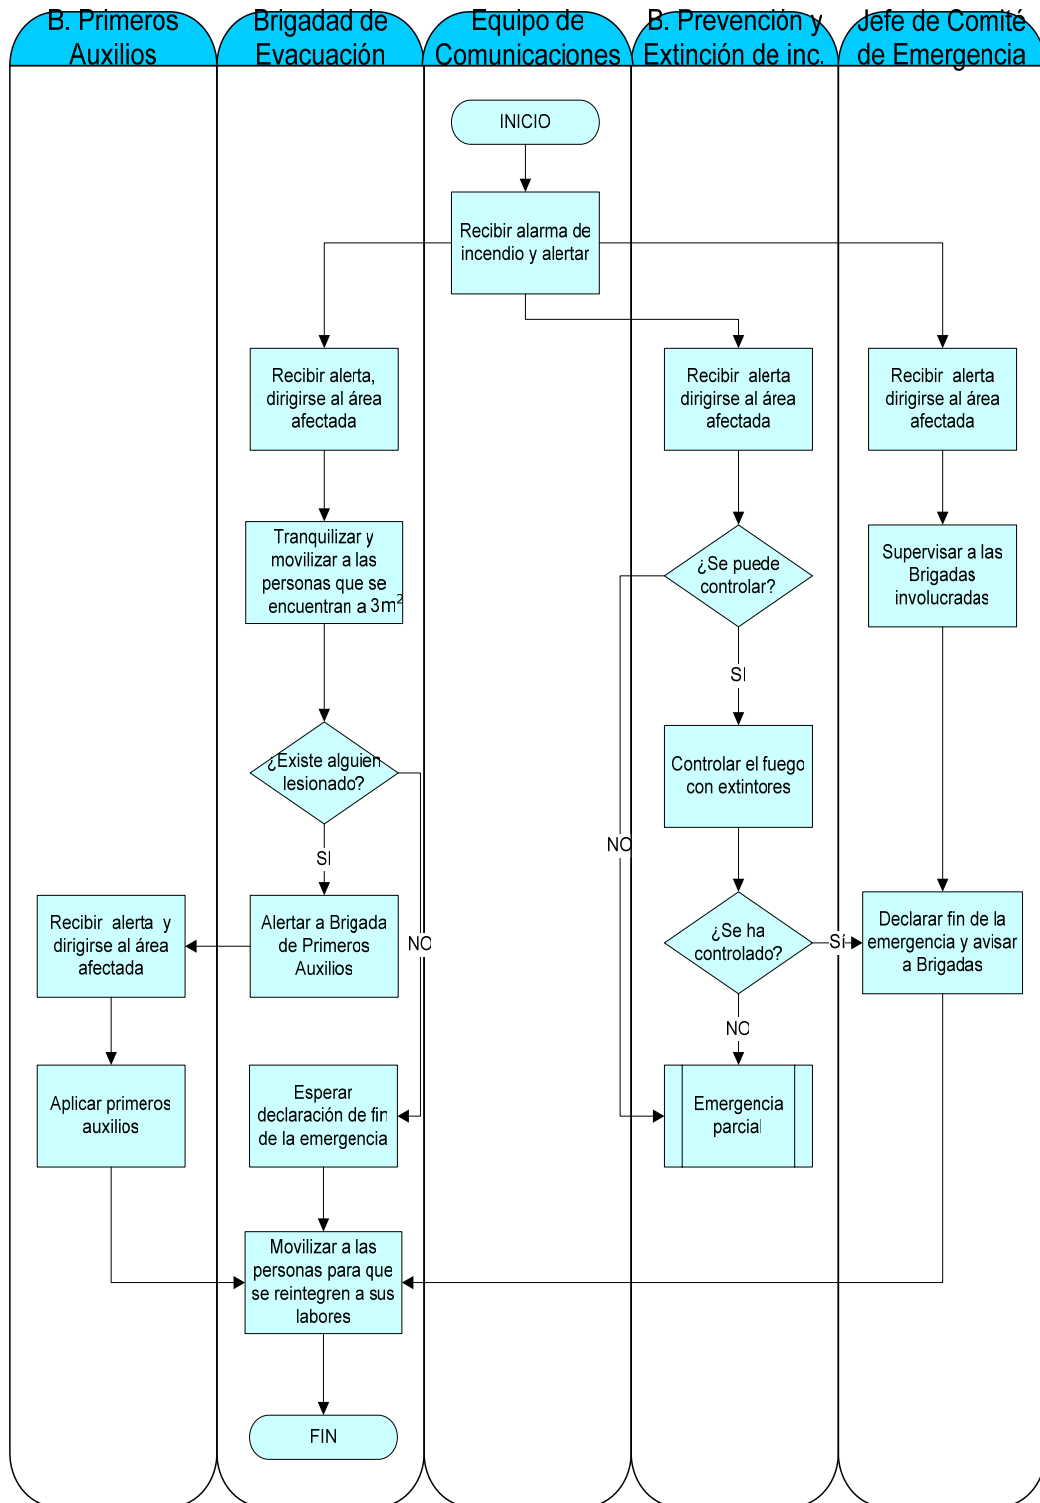 B. Primeros
Auxilios
Brigadad de
Evacuación
Equipo de
Comunicaciones
B. Prevención y
Extinción de inc.
Jefe de Comité
de Emergencia
INICIO
Recibir alarma de
incendio y alertar
Recibir alerta,
dirigirse al área
afectada
Recibir alerta
dirigirse al área
afectada
Recibir alerta
dirigirse al área
afectada
Tranquilizar y
movilizar a las
personas que se
encuentran a 3m²
¿Se puede
controlar?
Supervisar a las
Brigadas
involucradas
SI
¿Existe alguien
lesionado?
Controlar el fuego
con extintores
NO
SI
Recibir alerta y
dirigirse al área
afectada
Alertar a Brigada
de Primeros
Auxilios
NO
¿Se ha
controlado?
Sí
Declarar fin de la
emergencia y avisar
a Brigadas
NO
Aplicar primeros
auxilios
Esperar
declaración de fin
de la emergencia
Emergencia
parcial
Movilizar a las
personas para que
se reintegren a sus
labores
FIN